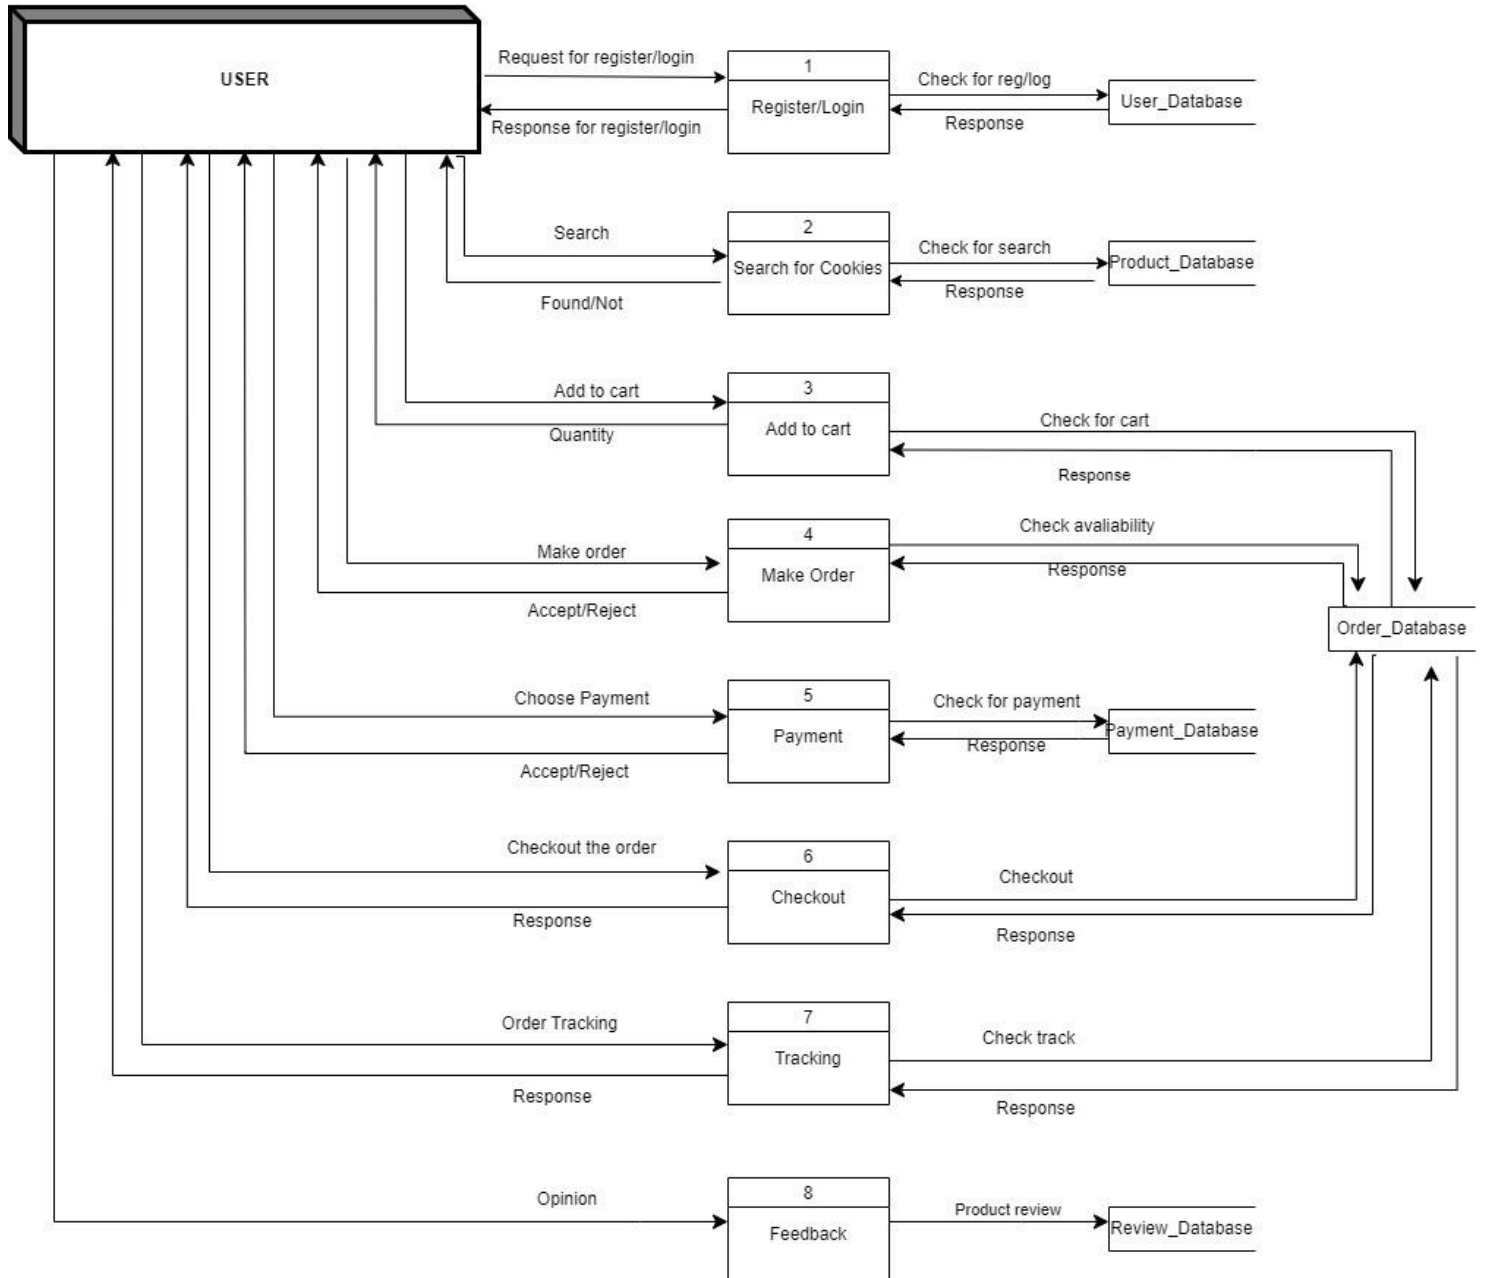 USER
Request for register/login
Response for register/login
1
Register/Login
Check for reg/log
Response
User_Database
Search
Found/Not
2
Search for Cookies
Check for search
Response
Product_Database
Add to cart
Quantity
3
Add to cart
Check for cart
Response
Make order
Accept/Reject
4
Make Order
Check avaliability
Response
Order_Database
Choose Payment
Accept/Reject
5
Payment
Check for payment
Response
Payment_Database
Checkout the order
Response
6
Checkout
Checkout
Response
Order Tracking
Response
7
Tracking
Check track
Response
Opinion
8
Feedback
Product review
Review_Database